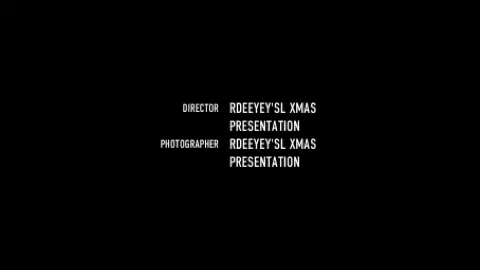 DIRECTOR RDEEYEY'SL XMAS
PRESENTATION
PHOTOGRAPHER RDEEYEY'SL XMAS
PRESENTATION